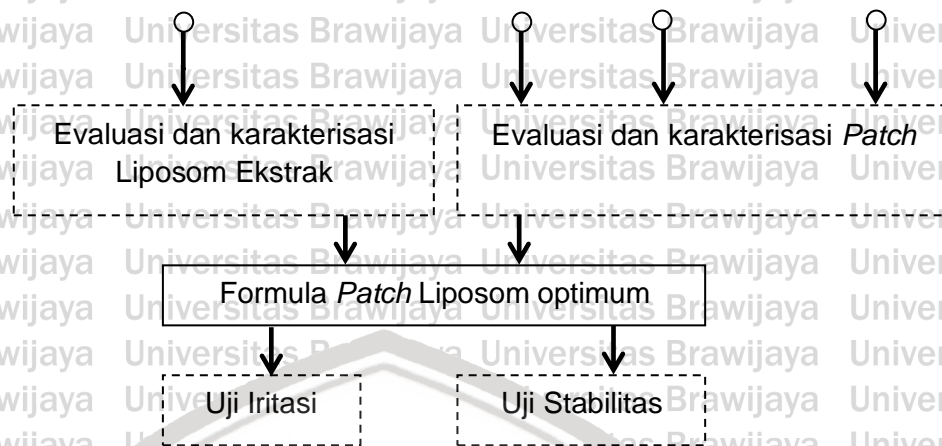 Evaluasi dan karakterisasi
Liposom Ekstrak
Evaluasi dan karakterisasi Patch
Formula Patch Liposom optimum
Uji Iritasi
Uji Stabilitas